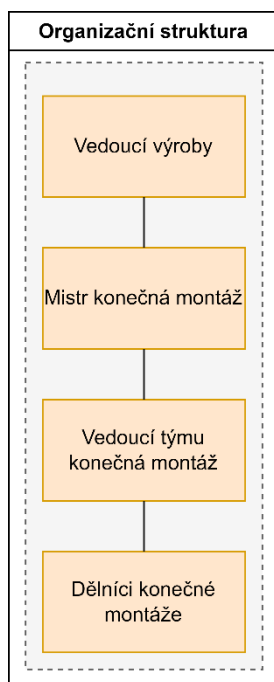 Organizační struktura
Vedoucí výroby
Mistr konečná montáž
Vedoucí týmu
konečná montáž
Dělníci konečné
montáže